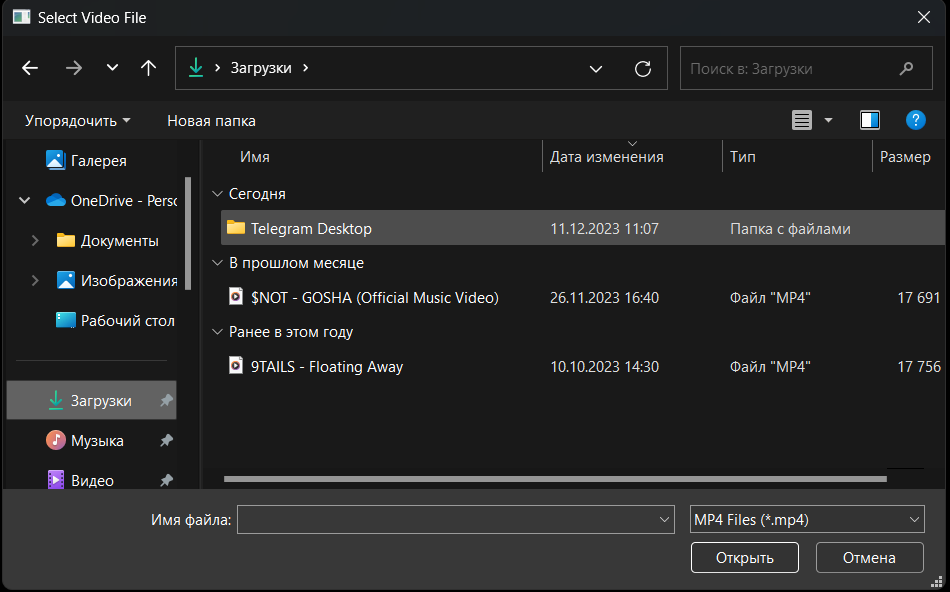 Select Video File
Загрузки
Поиск в: Загрузки
Упорядочить
Новая папка
?
Галерея
OneDrive - Perso
Документы
Изображения
Рабочий стол
Загрузки
Музыка
Видео
Имя
Дата изменения
Тип
Размер
Сегодня
Telegram Desktop
11.12.2023 11:07
Папка с файлами
В прошлом месяце
$NOT - GOSHA (Official Music Video)
26.11.2023 16:40
Файл "MP4"
17 691
Ранее в этом году
9TAILS - Floating Away
10.10.2023 14:30
Файл "MP4"
17 756
Имя файла:
MP4 Files (*.mp4)
Открыть
Отмена